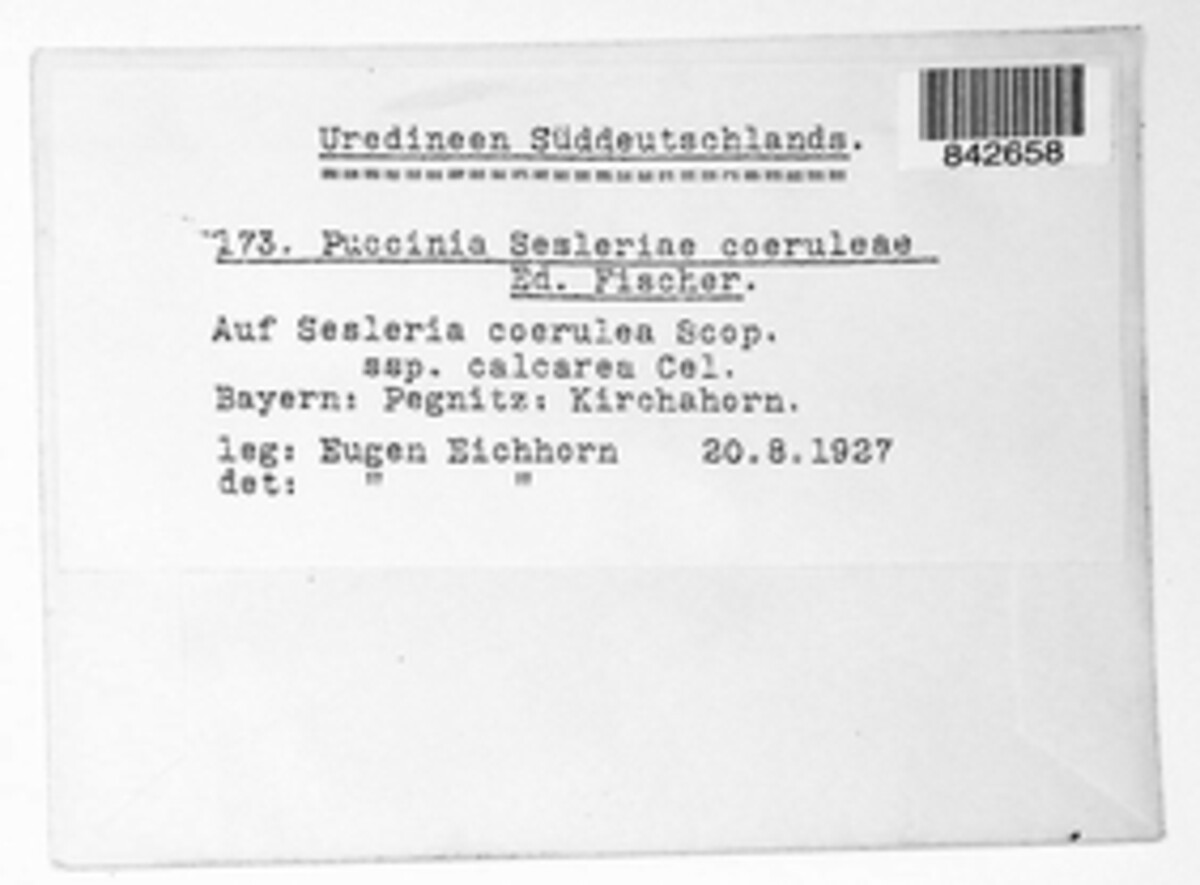 Uredineen Süddeutschlands.
842658
173. Puccinia Sesleriae coeruleae
Ed. Fischer.
Auf Sesleria coerulea Scop.
ssp. calcarea Cel.
Bayern: Pegnitz: Kirchahorn.
leg: Eugen Eichhorn 20.8.1927
det: " "